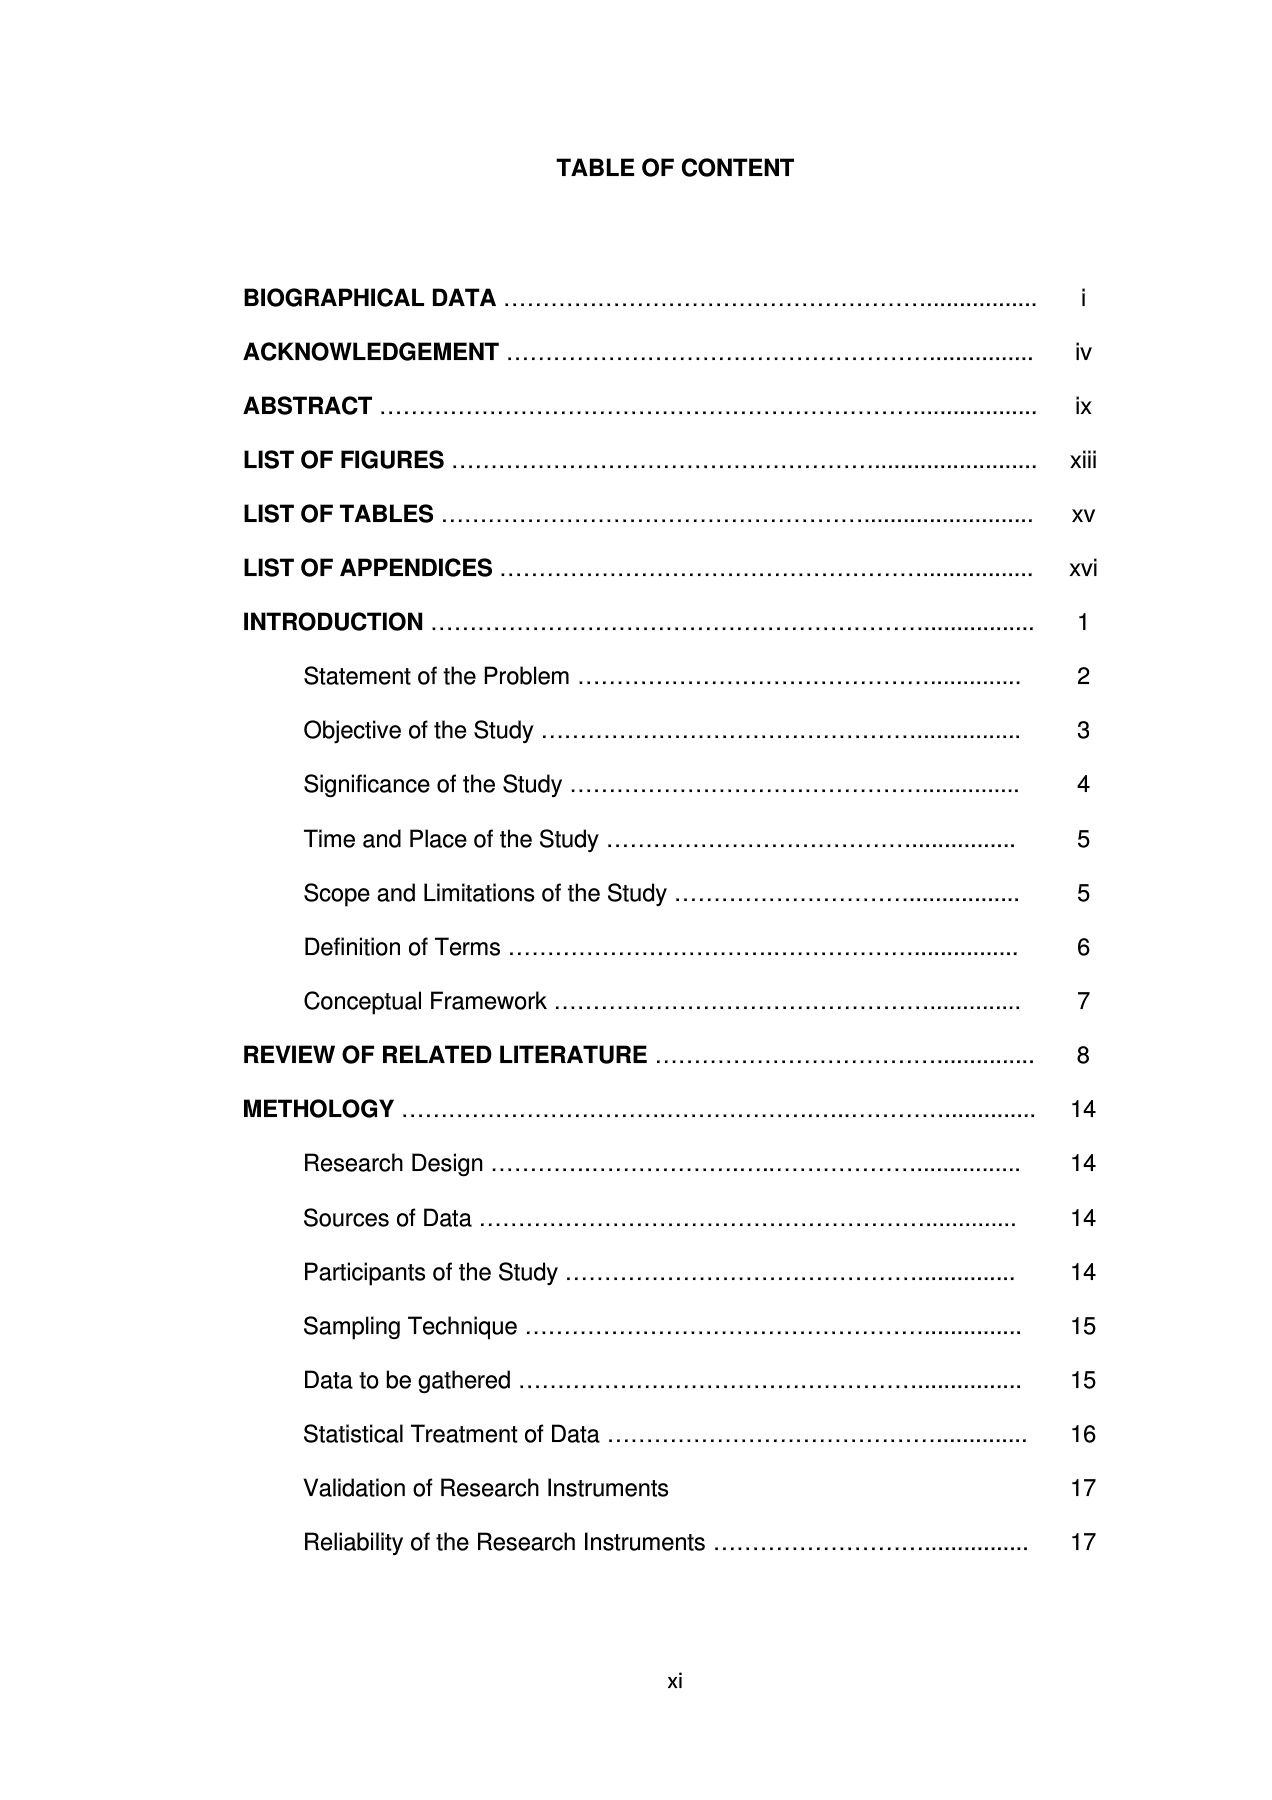 TABLE OF CONTENT
BIOGRAPHICAL DATA ………………………………………………................. i
ACKNOWLEDGEMENT ………………………………………………................ iv
ABSTRACT ……………………………………………………………................... ix
LIST OF FIGURES ………………………………………………......................... xiii
LIST OF TABLES ………………………………………………........................... xv
LIST OF APPENDICES ………………………………………………................. xvi
INTRODUCTION ………………………………………………………................. 1
Statement of the Problem ………………………………………............... 2
Objective of the Study …………………………………………................ 3
Significance of the Study ………………………………………............... 4
Time and Place of the Study …………………………………................ 5
Scope and Limitations of the Study …………………………................. 5
Definition of Terms ……………………………..………………................ 6
Conceptual Framework …………………………………………............... 7
REVIEW OF RELATED LITERATURE ………………………………............... 8
METHOLOGY …………………………………………….…..…………............... 14
Research Design ………….……………….…..………………................ 14
Sources of Data …………………………………………………............... 14
Participants of the Study ………………………………………............... 14
Sampling Technique ……………………………………………............... 15
Data to be gathered ……………………………………………................ 15
Statistical Treatment of Data ……………………………………............... 16
Validation of Research Instruments 17
Reliability of the Research Instruments ………………………................ 17
xi